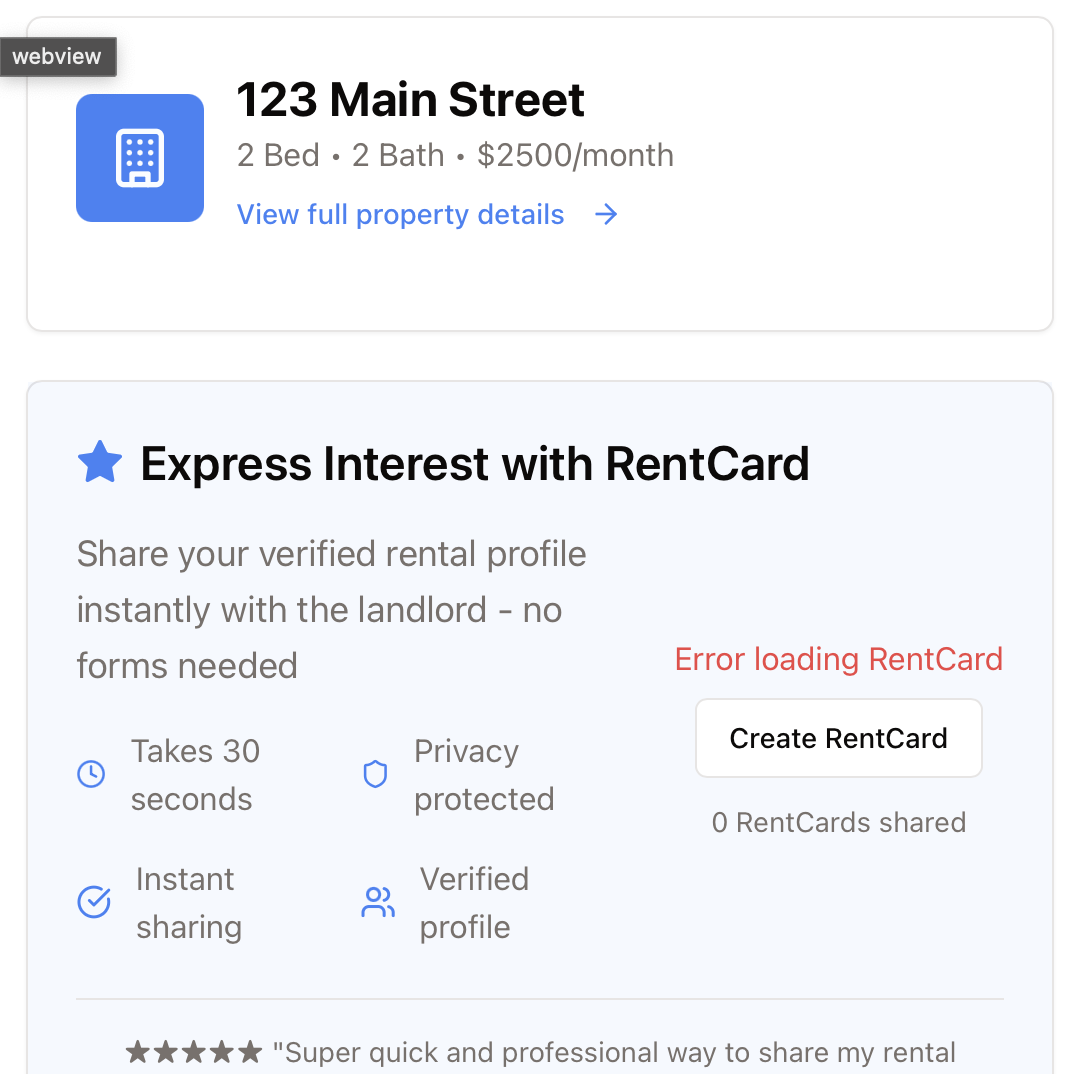 webview
123 Main Street
2 Bed • 2 Bath • $2500/month
View full property details →
Express Interest with RentCard
Share your verified rental profile
instantly with the landlord - no
forms needed
Error loading RentCard
Create RentCard
0 RentCards shared
Takes 30
seconds
Privacy
protected
Instant
sharing
Verified
profile
★★★★★ "Super quick and professional way to share my rental